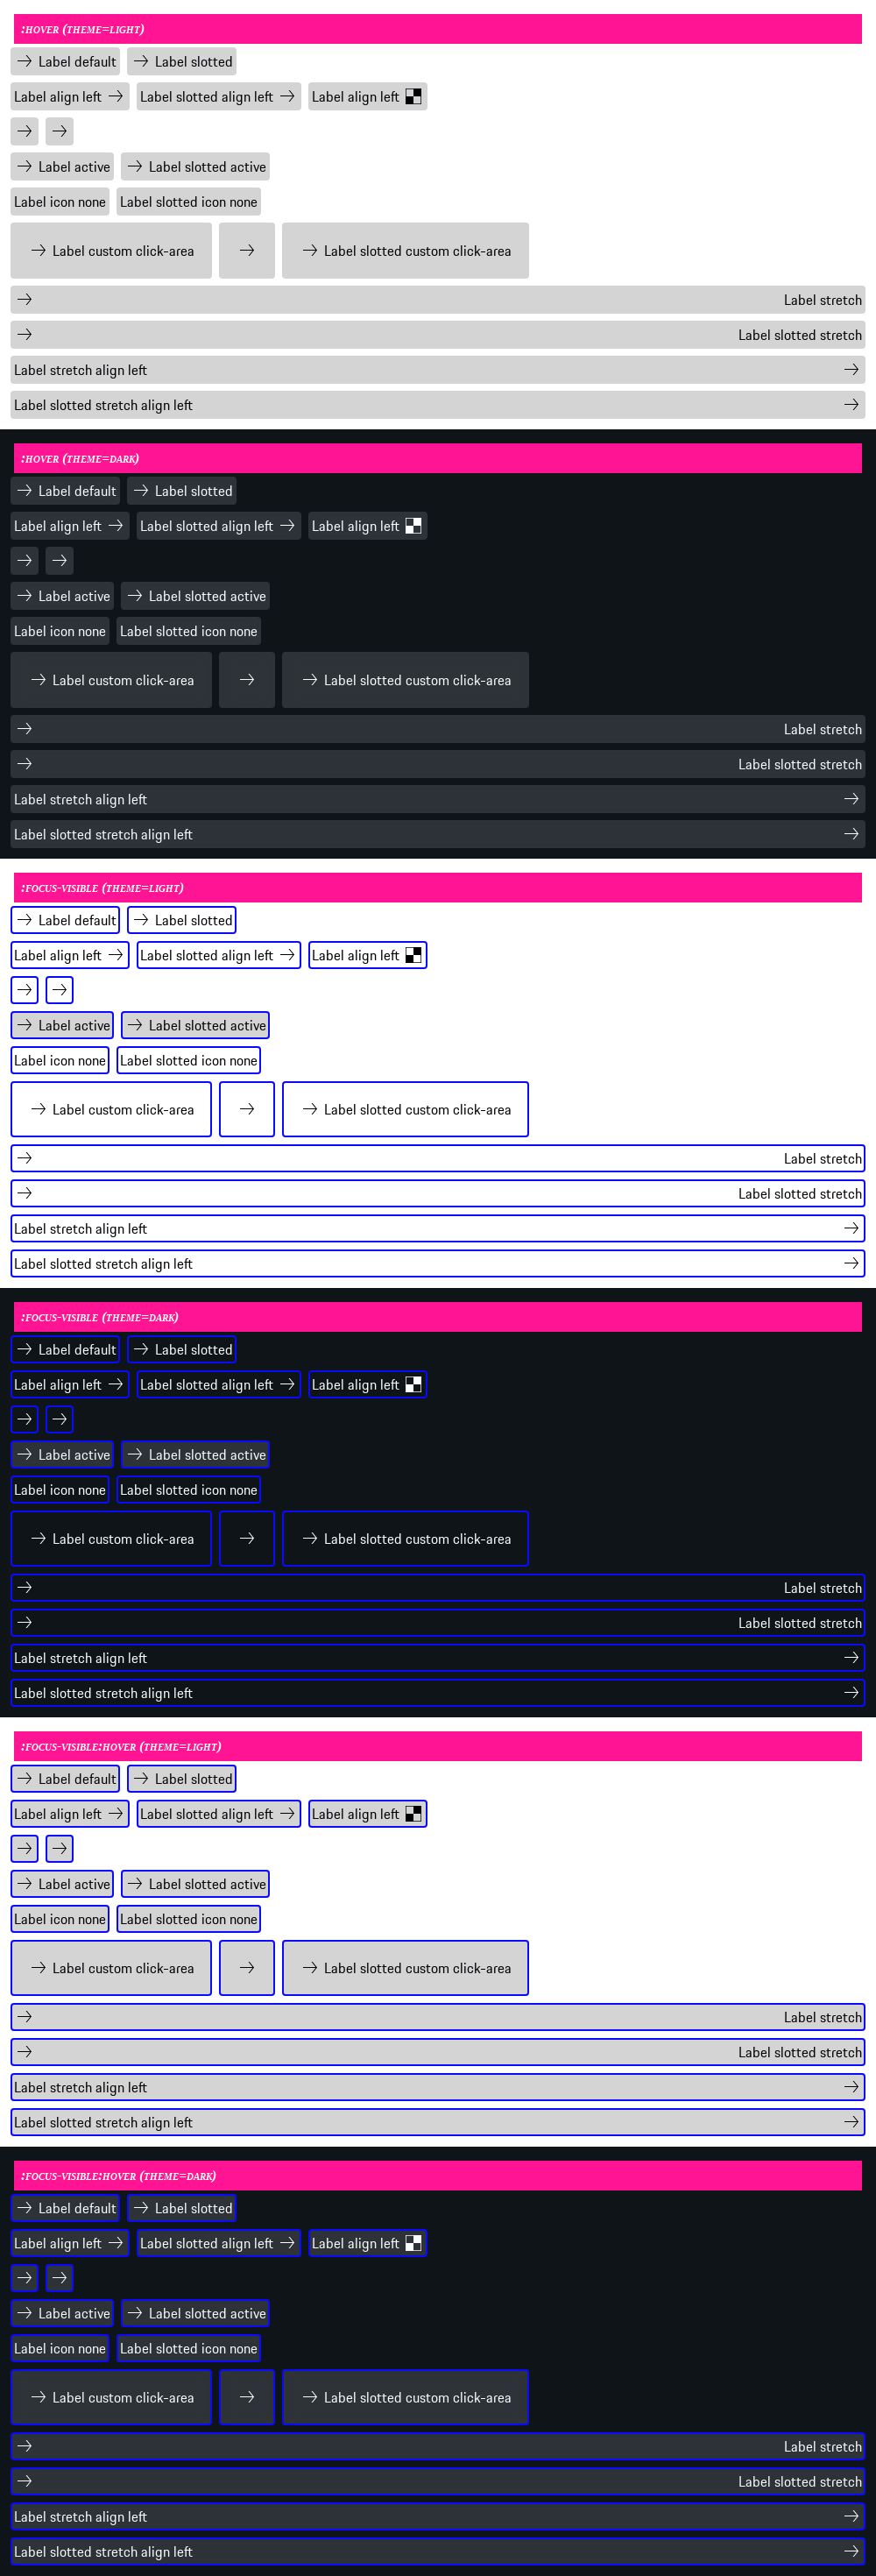 :HOVER (THEME=LIGHT)
Label default Label slotted
Label align left Label slotted align left Label align left
Label active Label slotted active
Label icon none Label slotted icon none
Label custom click-area Label slotted custom click-area
Label stretch
Label slotted stretch
Label stretch align left
Label slotted stretch align left
:HOVER (THEME=DARK)
Label default Label slotted
Label align left Label slotted align left Label align left
Label active Label slotted active
Label icon none Label slotted icon none
Label custom click-area Label slotted custom click-area
Label stretch
Label slotted stretch
Label stretch align left
Label slotted stretch align left
:FOCUS-VISIBLE (THEME=LIGHT)
Label default Label slotted
Label align left Label slotted align left Label align left
Label active Label slotted active
Label icon none Label slotted icon none
Label custom click-area Label slotted custom click-area
Label stretch
Label slotted stretch
Label stretch align left
Label slotted stretch align left
:FOCUS-VISIBLE (THEME=DARK)
Label default Label slotted
Label align left Label slotted align left Label align left
Label active Label slotted active
Label icon none Label slotted icon none
Label custom click-area Label slotted custom click-area
Label stretch
Label slotted stretch
Label stretch align left
Label slotted stretch align left
:FOCUS-VISIBLE:HOVER (THEME=LIGHT)
Label default Label slotted
Label align left Label slotted align left Label align left
Label active Label slotted active
Label icon none Label slotted icon none
Label custom click-area Label slotted custom click-area
Label stretch
Label slotted stretch
Label stretch align left
Label slotted stretch align left
:FOCUS-VISIBLE:HOVER (THEME=DARK)
Label default Label slotted
Label align left Label slotted align left Label align left
Label active Label slotted active
Label icon none Label slotted icon none
Label custom click-area Label slotted custom click-area
Label stretch
Label slotted stretch
Label stretch align left
Label slotted stretch align left